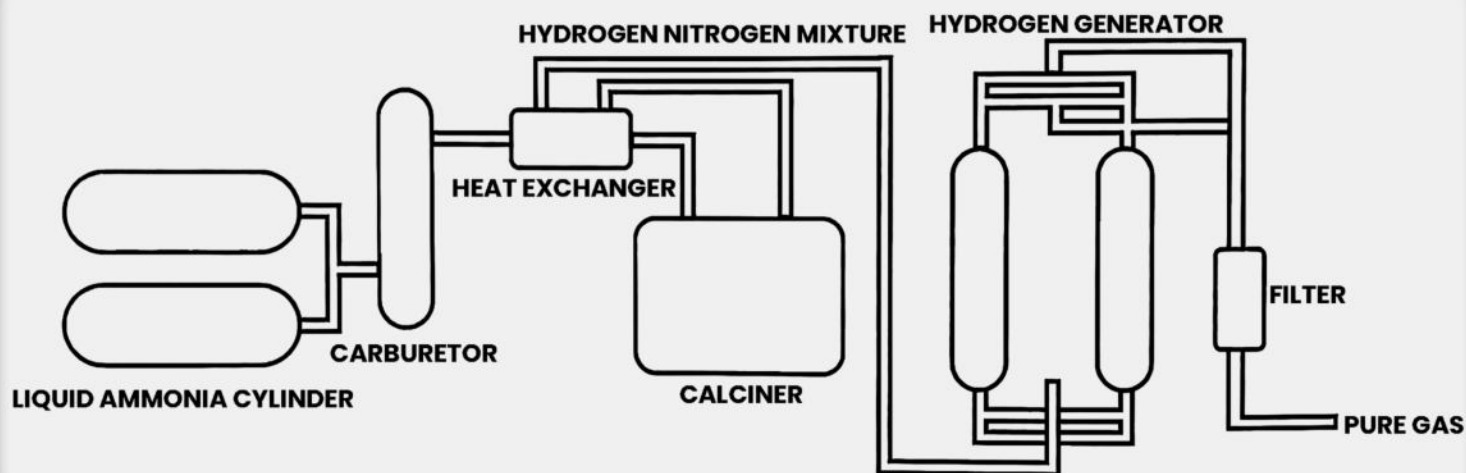 HYDROGEN NITROGEN MIXTURE
HYDROGEN GENERATOR
HEAT EXCHANGER
FILTER
CARBURETOR
LIQUID AMMONIA CYLINDER
CALCINER
PURE GAS